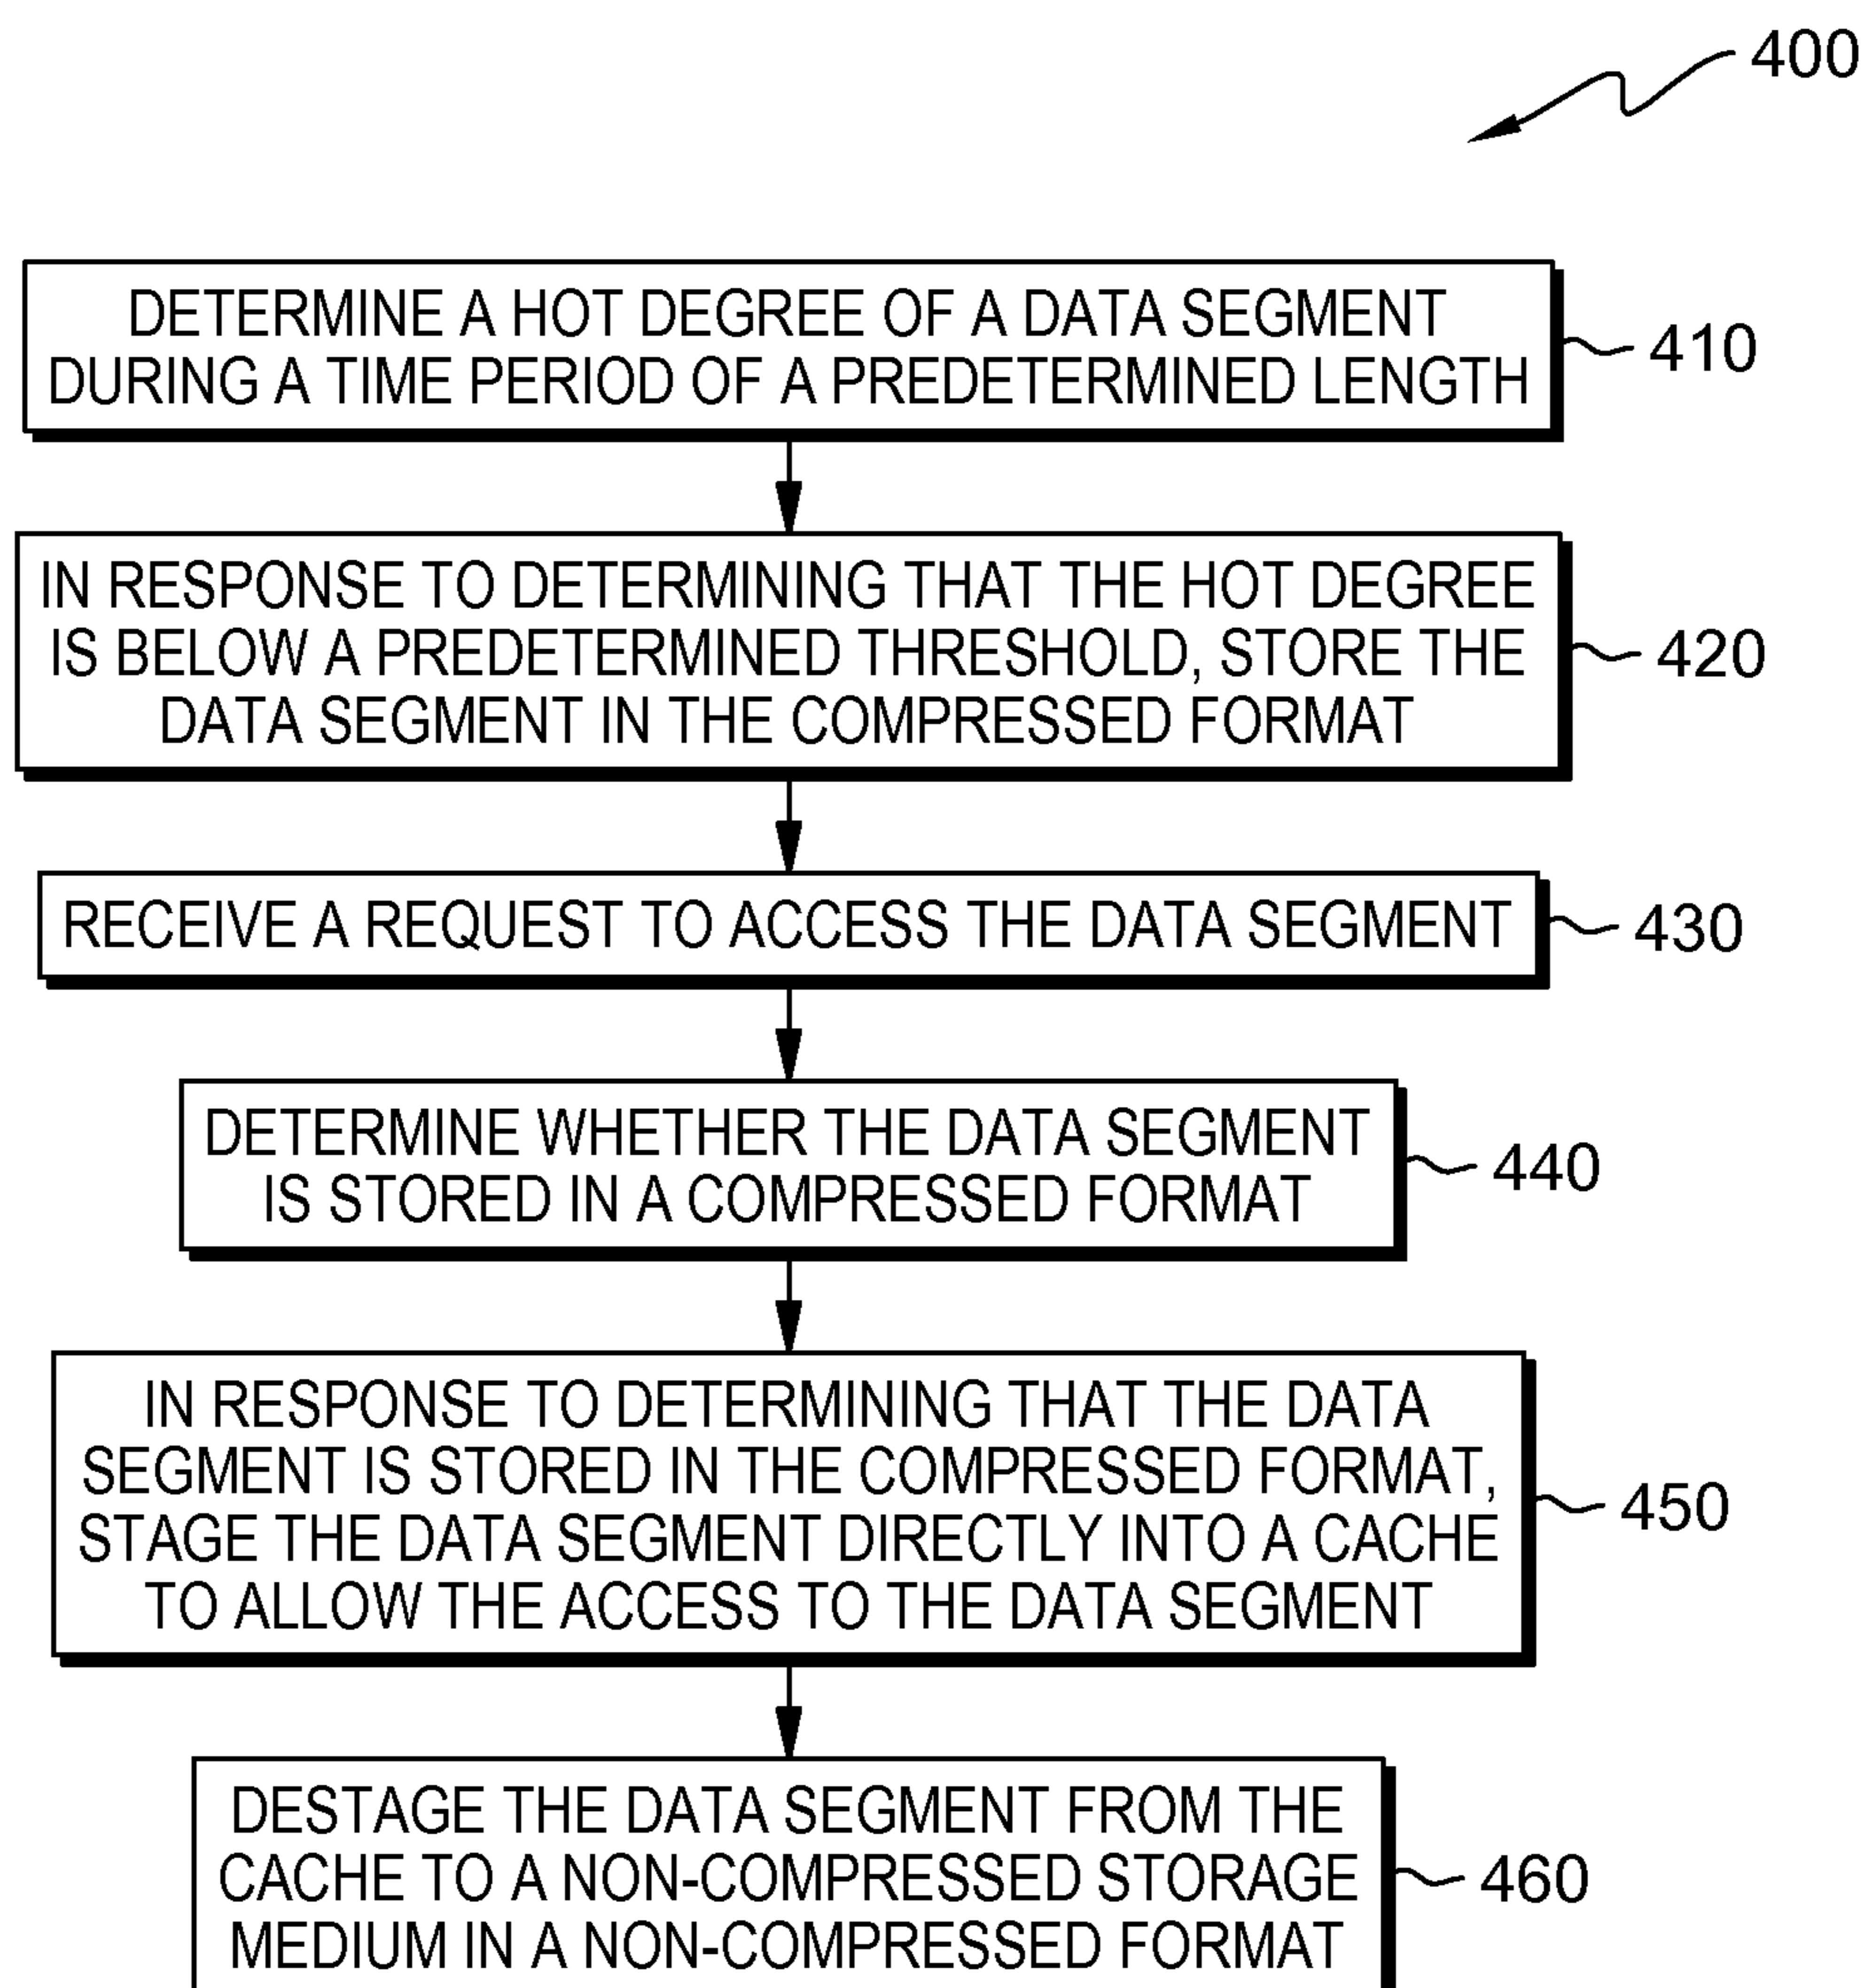 400
DETERMINE A HOT DEGREE OF A DATA SEGMENT
DURING A TIME PERIOD OF A PREDETERMINED LENGTH
410
IN RESPONSE TO DETERMINING THAT THE HOT DEGREE
IS BELOW A PREDETERMINED THRESHOLD, STORE THE
DATA SEGMENT IN THE COMPRESSED FORMAT
420
RECEIVE A REQUEST TO ACCESS THE DATA SEGMENT
430
DETERMINE WHETHER THE DATA SEGMENT
IS STORED IN A COMPRESSED FORMAT
440
IN RESPONSE TO DETERMINING THAT THE DATA
SEGMENT IS STORED IN THE COMPRESSED FORMAT,
STAGE THE DATA SEGMENT DIRECTLY INTO A CACHE
TO ALLOW THE ACCESS TO THE DATA SEGMENT
450
DESTAGE THE DATA SEGMENT FROM THE
CACHE TO A NON-COMPRESSED STORAGE
MEDIUM IN A NON-COMPRESSED FORMAT
460